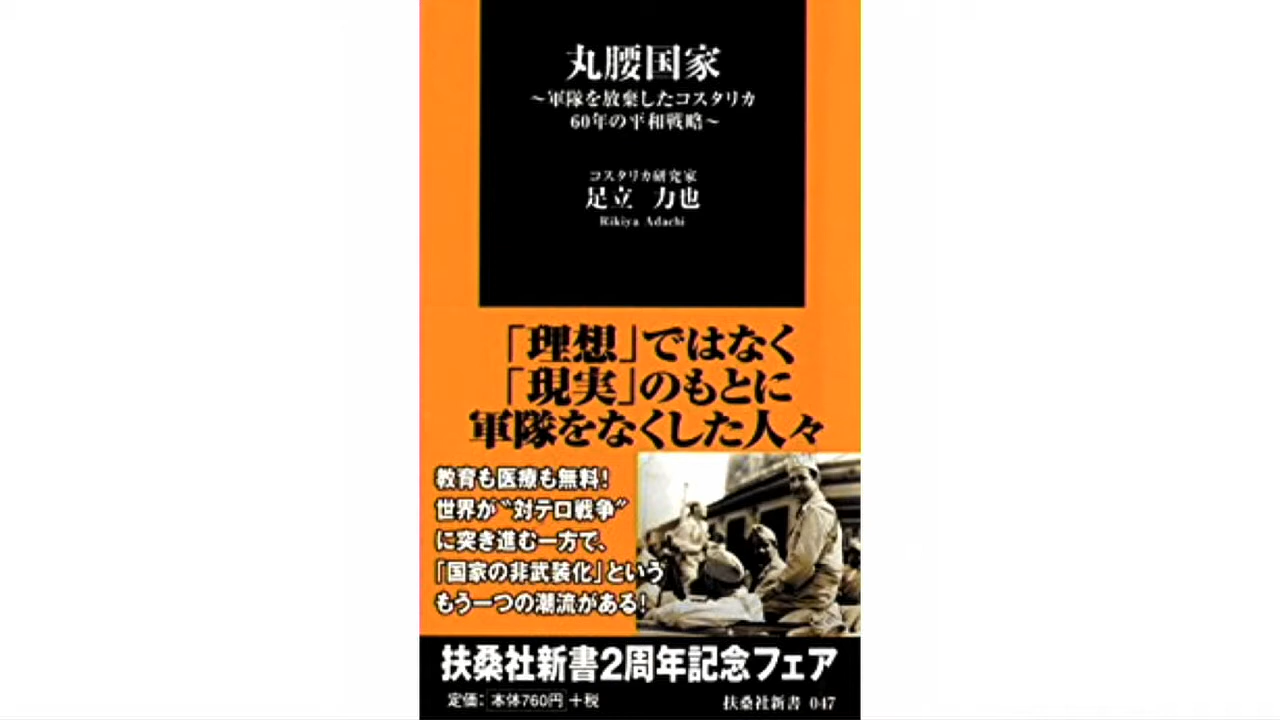 丸腰国家
~軍隊を放棄したコスタリカ
60年の平和戦略~
コスタリカ研究家
足立 力也
Rikiya Adachi
「理想」ではなく
「現実」のもとに
軍隊をなくした人々
教育も医療も無料!
世界が〝対テロ戦争〟
に突き進む一方で、
「国家の非武装化」という
もう一つの潮流がある!
扶桑社新書2周年記念フェア
定価:本体760円+税
扶桑社新書 047